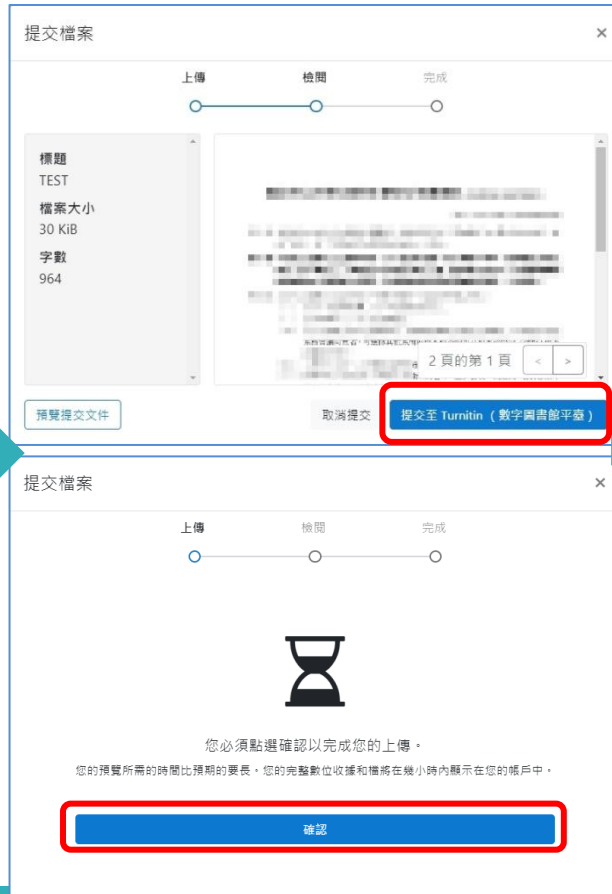 提交檔案 ×
上傳 檢閱 完成
標題
TEST
檔案大小
30 KiB
字數
964
2 頁的第 1 頁 < >
預覽提交文件 取消提交 提交至 Turnitin （數字圖書館平臺）
提交檔案 ×
上傳 檢閱 完成
您必須點選確認以完成您的上傳。
您的預覽所需的時間比預期的要長。您的完整數位收據和檔將在幾小時內顯示在您的帳戶中。
確認